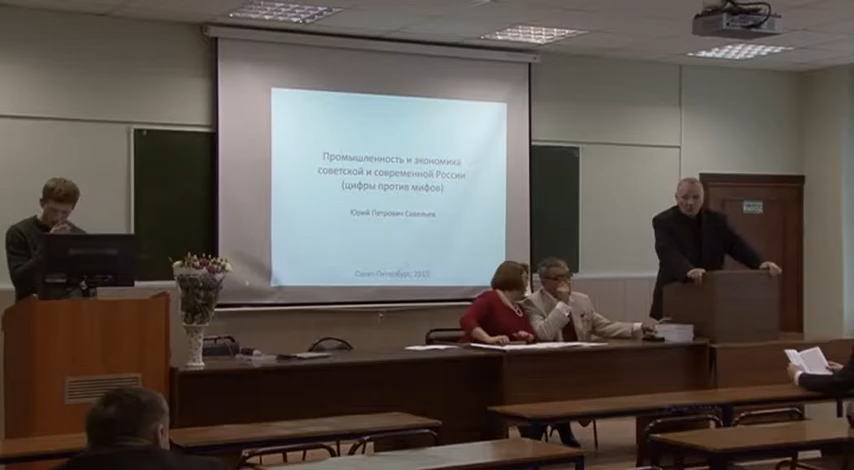 Промышленность и экономика
советской и современной России
(цифры против мифов)
Юрий Петрович Савельев
Санкт-Петербург, 2015